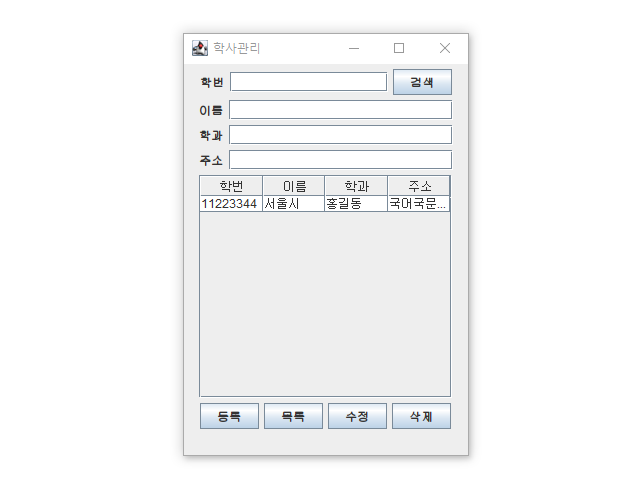 학사관리
학번 검색
이름
학과
주소
학번 이름 학과 주소
11223344 서울시 홍길동 국어국문...
등록 목록 수정 삭제